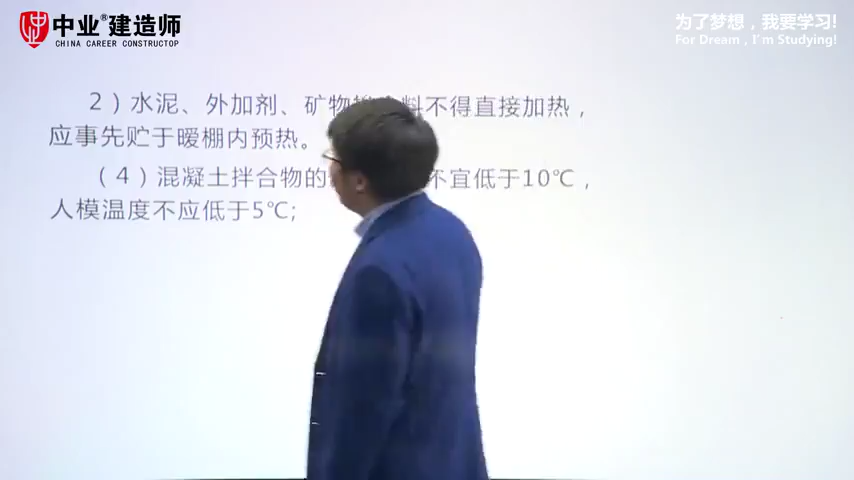 中业®建造师
CHINA CAREER CONSTRUCTOP
为了梦想，我要学习!
For Dream , I'm Studying!
2）水泥、外加剂、矿物 料不得直接加热，
应事先贮于暖棚内预热。
（4）混凝土拌合物的 不宜低于10℃，
人模温度不应低于5℃;